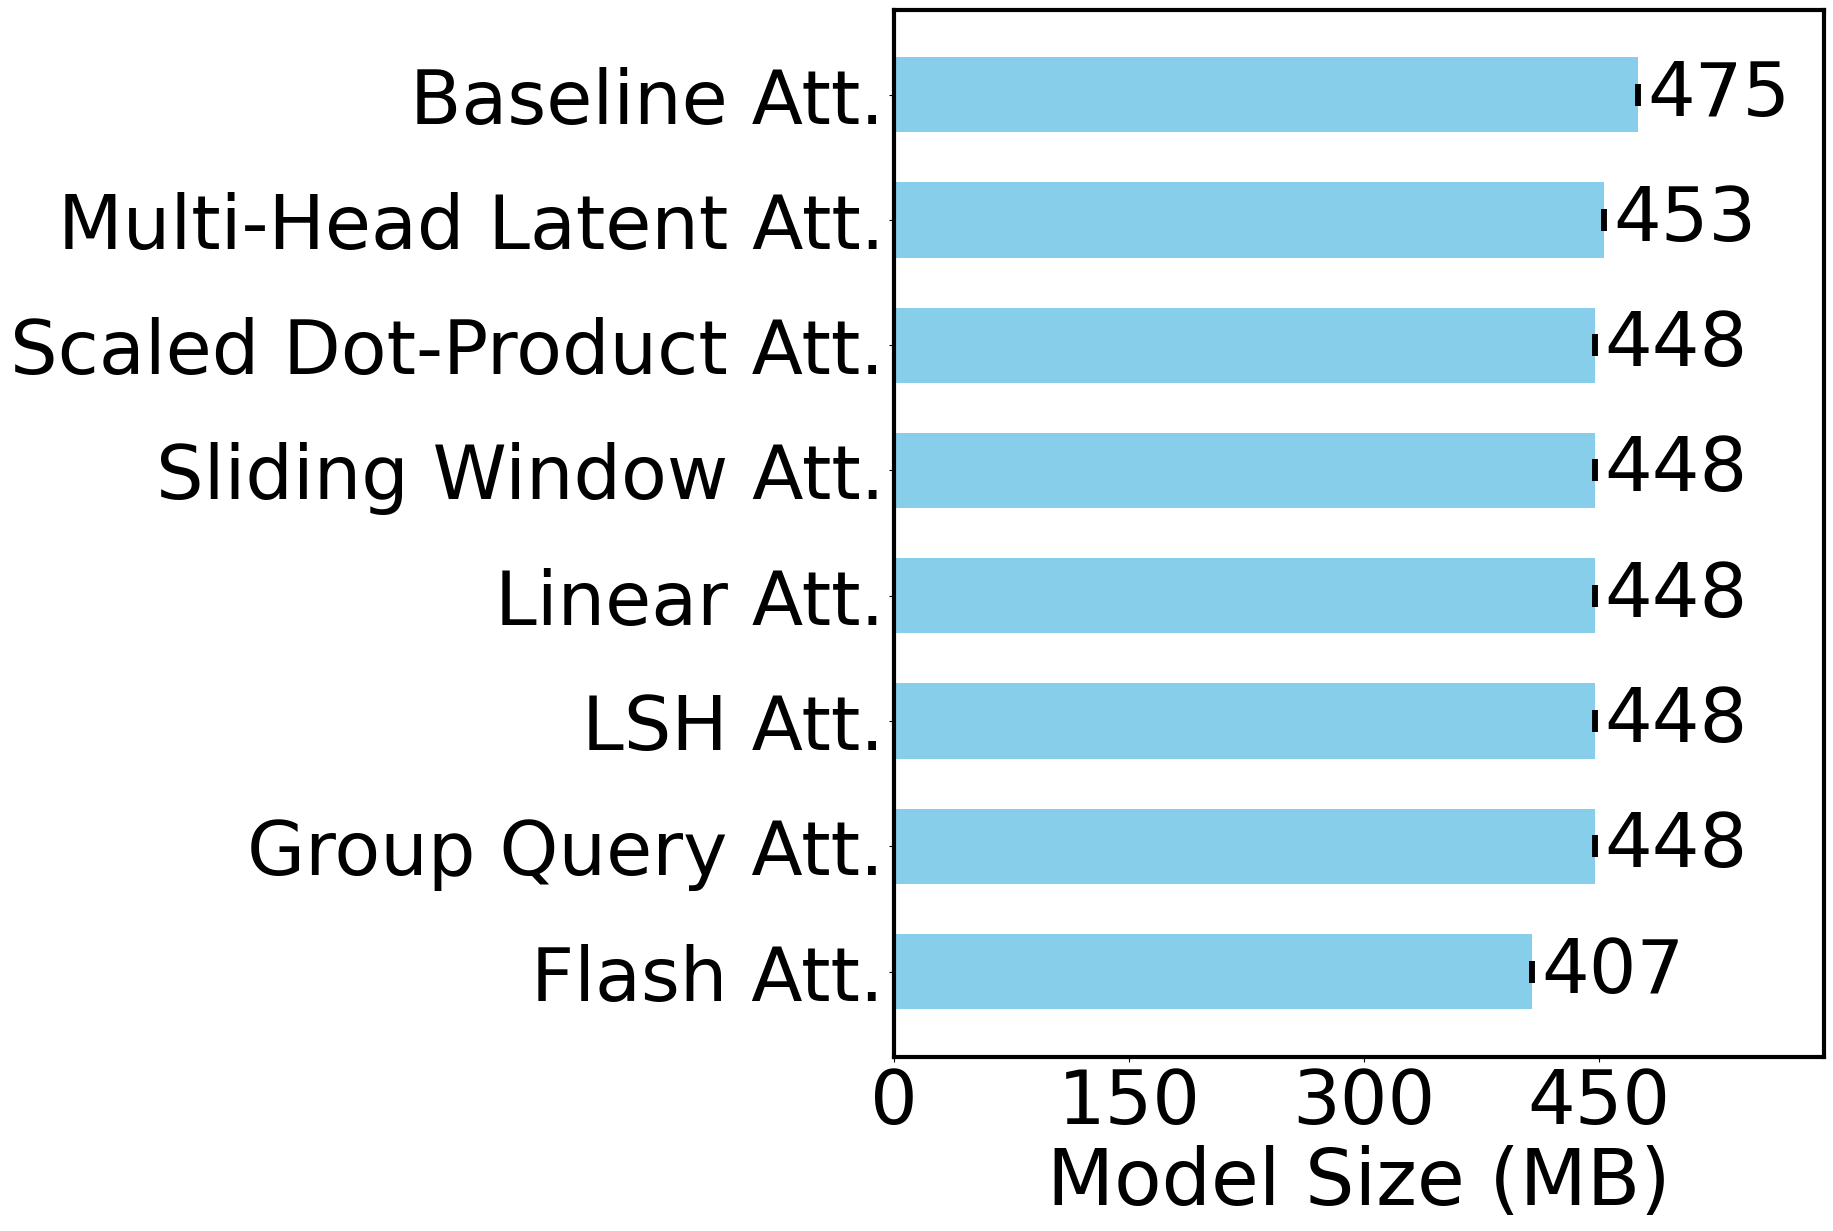 Baseline Att. 475
Multi-Head Latent Att. 453
Scaled Dot-Product Att. 448
Sliding Window Att. 448
Linear Att. 448
LSH Att. 448
Group Query Att. 448
Flash Att. 407
0 150 300 450
Model Size (MB)